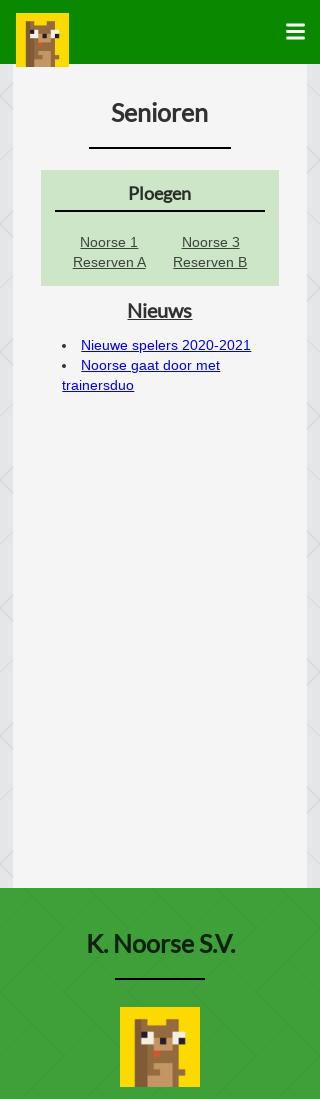 Senioren
Ploegen
Noorse 1 Noorse 3
Reserven A Reserven B
Nieuws
• Nieuwe spelers 2020-2021
• Noorse gaat door met
trainersduo
K. Noorse S.V.